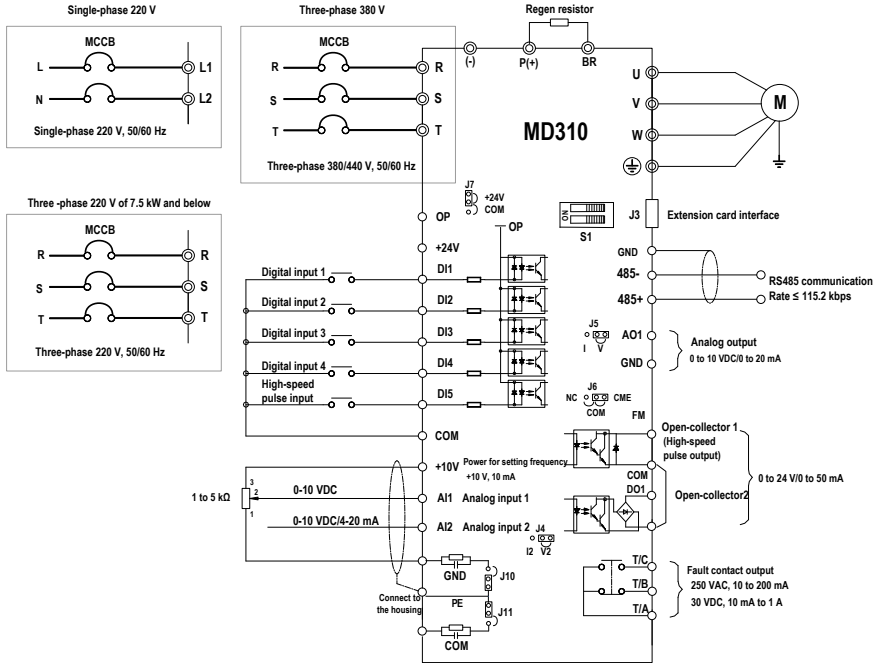 Single-phase 220 V
MCCB
L
L1
N
L2
Single-phase 220 V, 50/60 Hz
Three-phase 380 V
MCCB
R
R
S
S
T
T
Three-phase 380/440 V, 50/60 Hz
Three -phase 220 V of 7.5 kW and below
MCCB
R
R
S
S
T
T
Three-phase 220 V, 50/60 Hz
Regen resistor
(-)
P(+)
BR
MD310
U
V
W
M
J7
+24V
COM
OP
OP
+24V
ON
S1
J3
Extension card interface
GND
485-
485+
RS485 communication
Rate ≤ 115.2 kbps
Digital input 1
DI1
Digital input 2
DI2
Digital input 3
DI3
Digital input 4
DI4
High-speed
pulse input
DI5
COM
J5
I
V
AO1
GND
Analog output
0 to 10 VDC/0 to 20 mA
J6
NC
CME
COM
FM
Open-collector 1
(High-speed
pulse output)
COM
DO1
Open-collector2
0 to 24 V/0 to 50 mA
+10V
Power for setting frequency
+10 V, 10 mA
1 to 5 kΩ
3
2
1
0-10 VDC
AI1
Analog input 1
0-10 VDC/4-20 mA
AI2
Analog input 2
J4
I2
V2
GND
J10
Connect to
the housing
PE
J11
COM
T/C
T/B
T/A
Fault contact output
250 VAC, 10 to 200 mA
30 VDC, 10 mA to 1 A